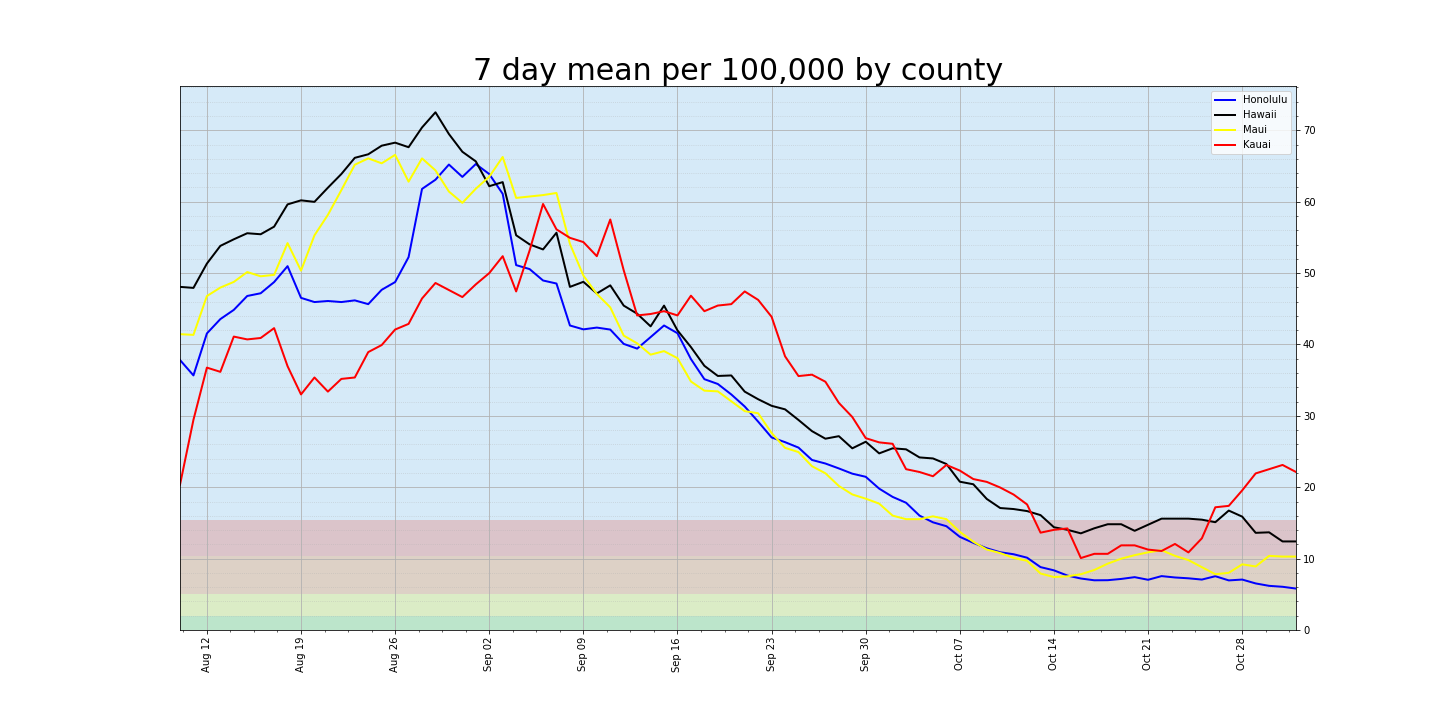 7 day mean per 100,000 by county
Honolulu
Hawaii
Maui
Kauai
70
60
50
40
30
20
10
0
Aug 12
Aug 19
Aug 26
Sep 02
Sep 09
Sep 16
Sep 23
Sep 30
Oct 07
Oct 14
Oct 21
Oct 28